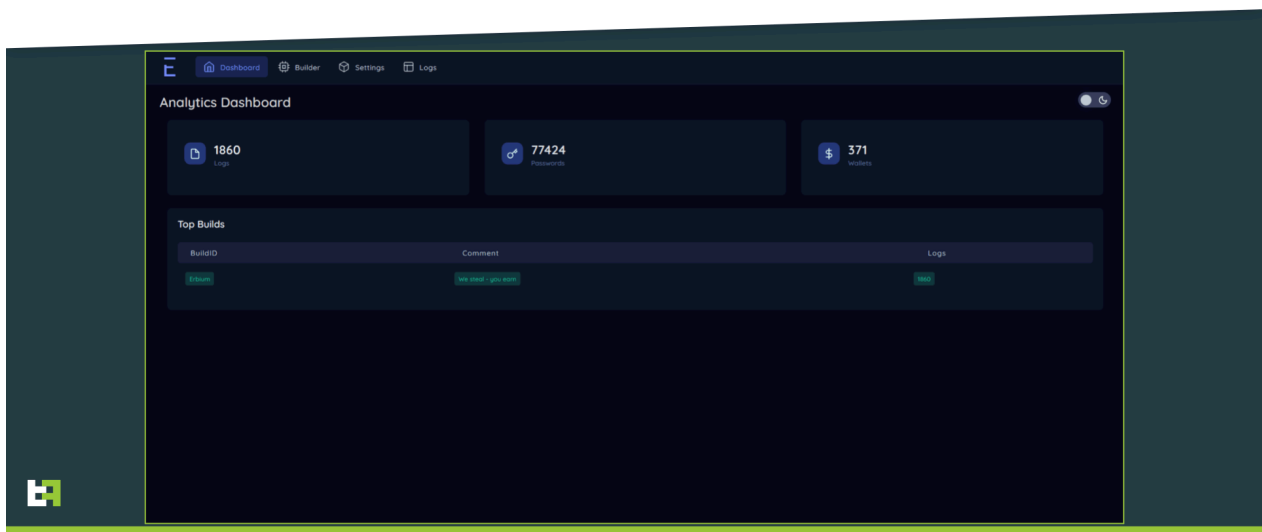 E Dashboard Builder Settings Logs
Analytics Dashboard
1860 77424 371
Logs Passwords Wallets
Top Builds
BuildID Comment Logs
Erbium We steal - you earn 1860